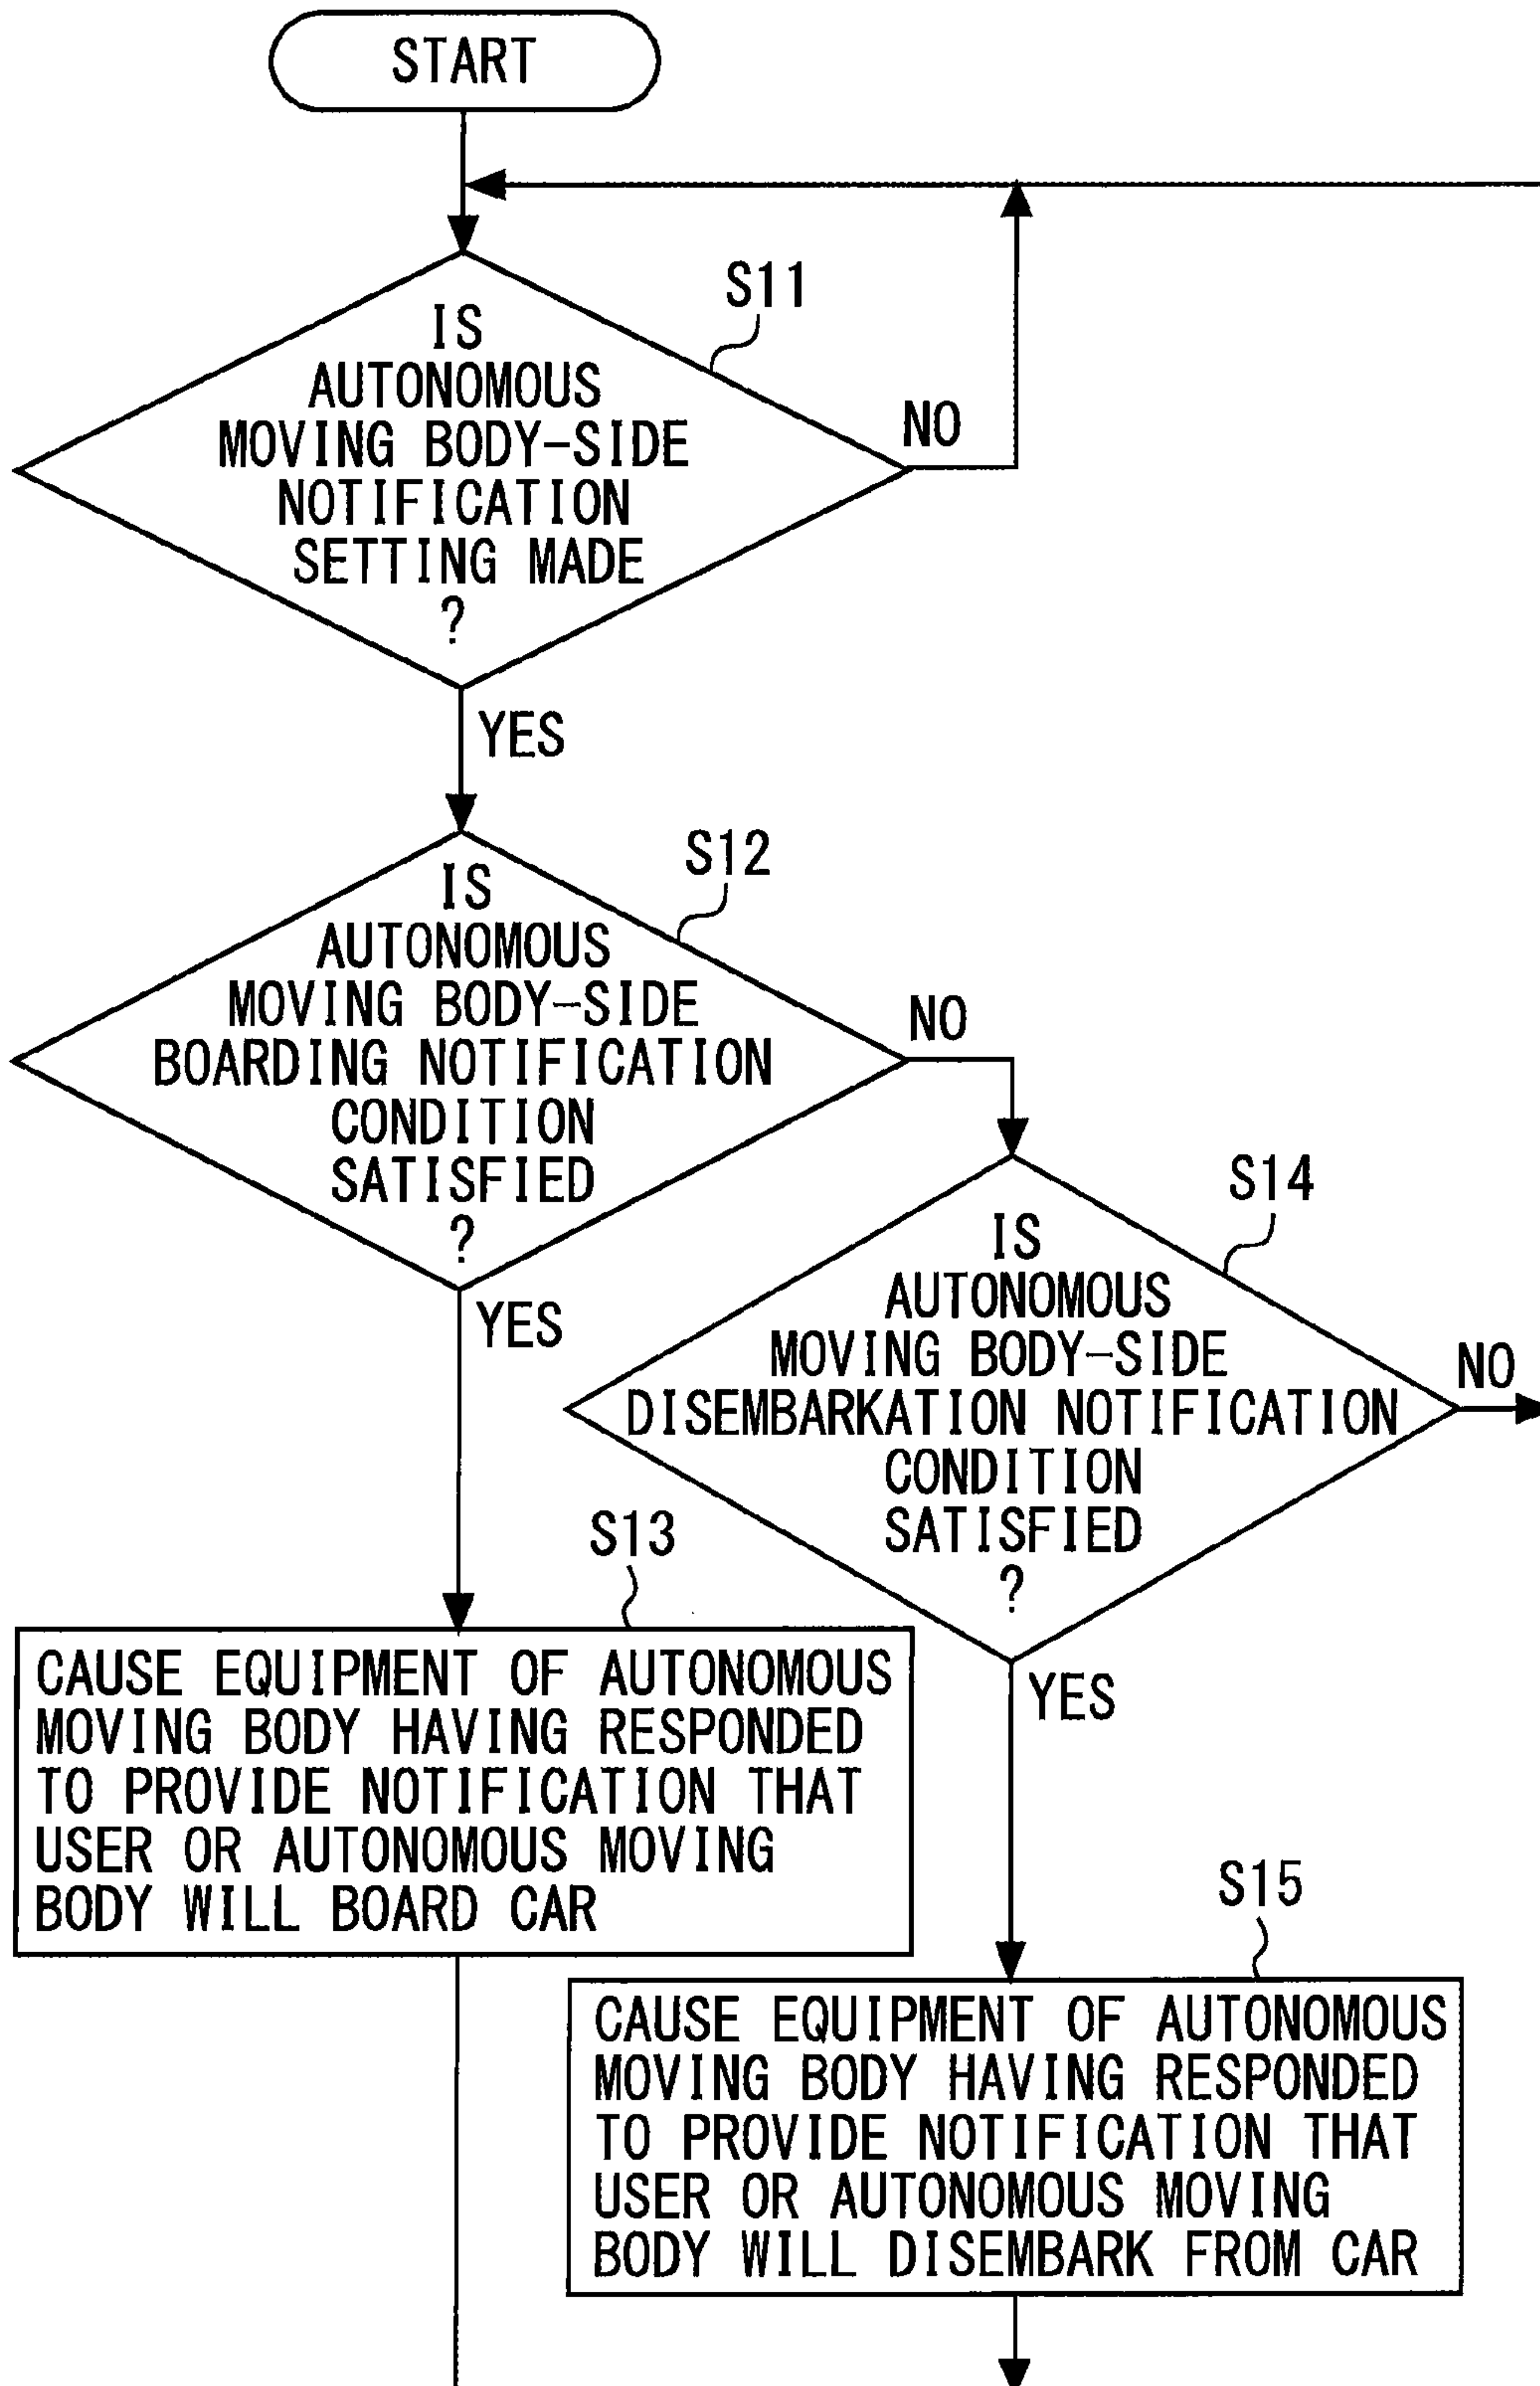 START
S11
IS
AUTONOMOUS
MOVING BODY-SIDE
NOTIFICATION
SETTING MADE
?
NO
YES
S12
IS
AUTONOMOUS
MOVING BODY-SIDE
BOARDING NOTIFICATION
CONDITION
SATISFIED
?
NO
YES
S14
IS
AUTONOMOUS
MOVING BODY-SIDE
DISEMBARKATION NOTIFICATION
CONDITION
SATISFIED
?
NO
YES
S13
CAUSE EQUIPMENT OF AUTONOMOUS
MOVING BODY HAVING RESPONDED
TO PROVIDE NOTIFICATION THAT
USER OR AUTONOMOUS MOVING
BODY WILL BOARD CAR
S15
CAUSE EQUIPMENT OF AUTONOMOUS
MOVING BODY HAVING RESPONDED
TO PROVIDE NOTIFICATION THAT
USER OR AUTONOMOUS MOVING
BODY WILL DISEMBARK FROM CAR